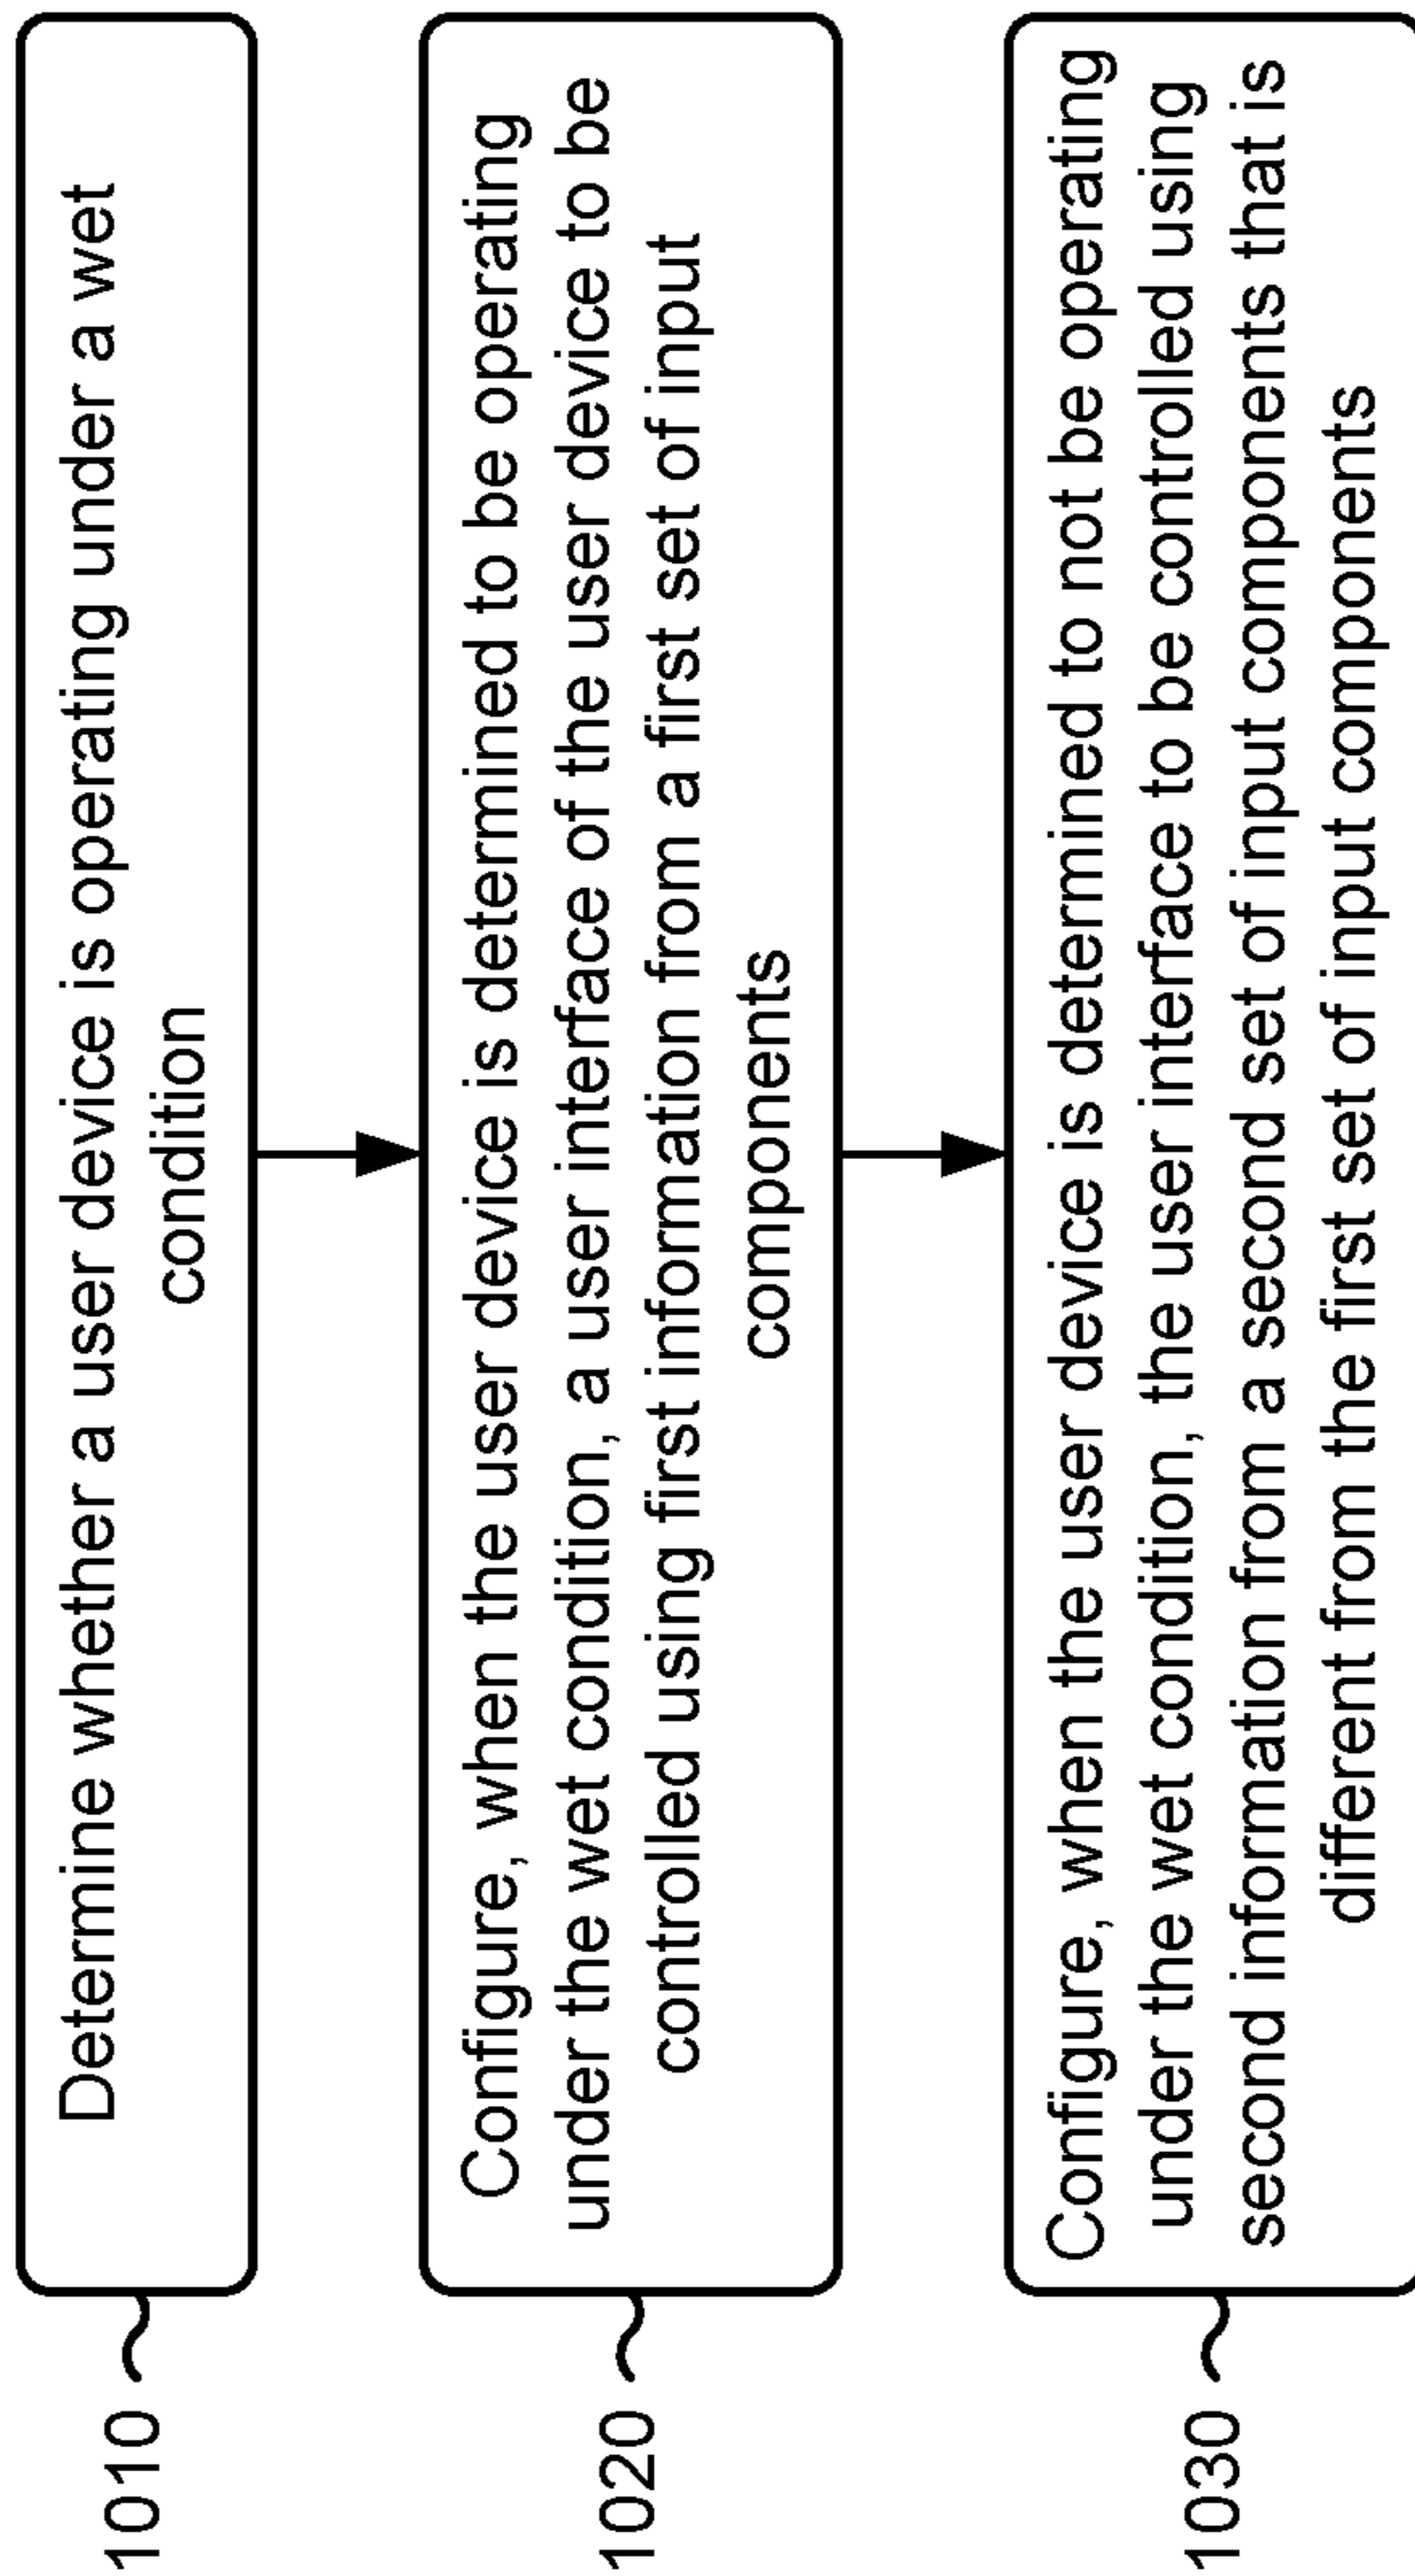 1010
Determine whether a user device is operating under a wet
condition
1020
Configure, when the user device is determined to be operating
under the wet condition, a user interface of the user device to be
controlled using first information from a first set of input
components
1030
Configure, when the user device is determined to not be operating
under the wet condition, the user interface to be controlled using
second information from a second set of input components that is
different from the first set of input components